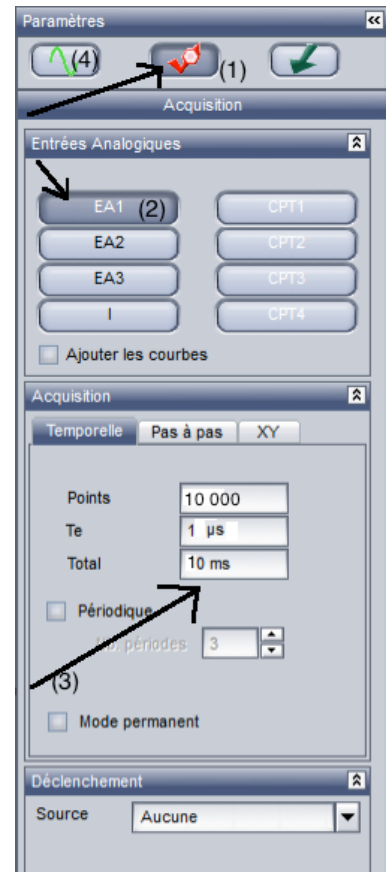 Paramètres
(4)
(1)
Acquisition
Entrées Analogiques
EA1 (2) CPT1
EA2 CPT2
EA3 CPT3
I CPT4
Ajouter les courbes
Acquisition
Temporelle Pas à pas XY
Points 10 000
Te 1 µs
Total 10 ms
Périodique
Nb. périodes 3
(3)
Mode permanent
Déclenchement
Source Aucune